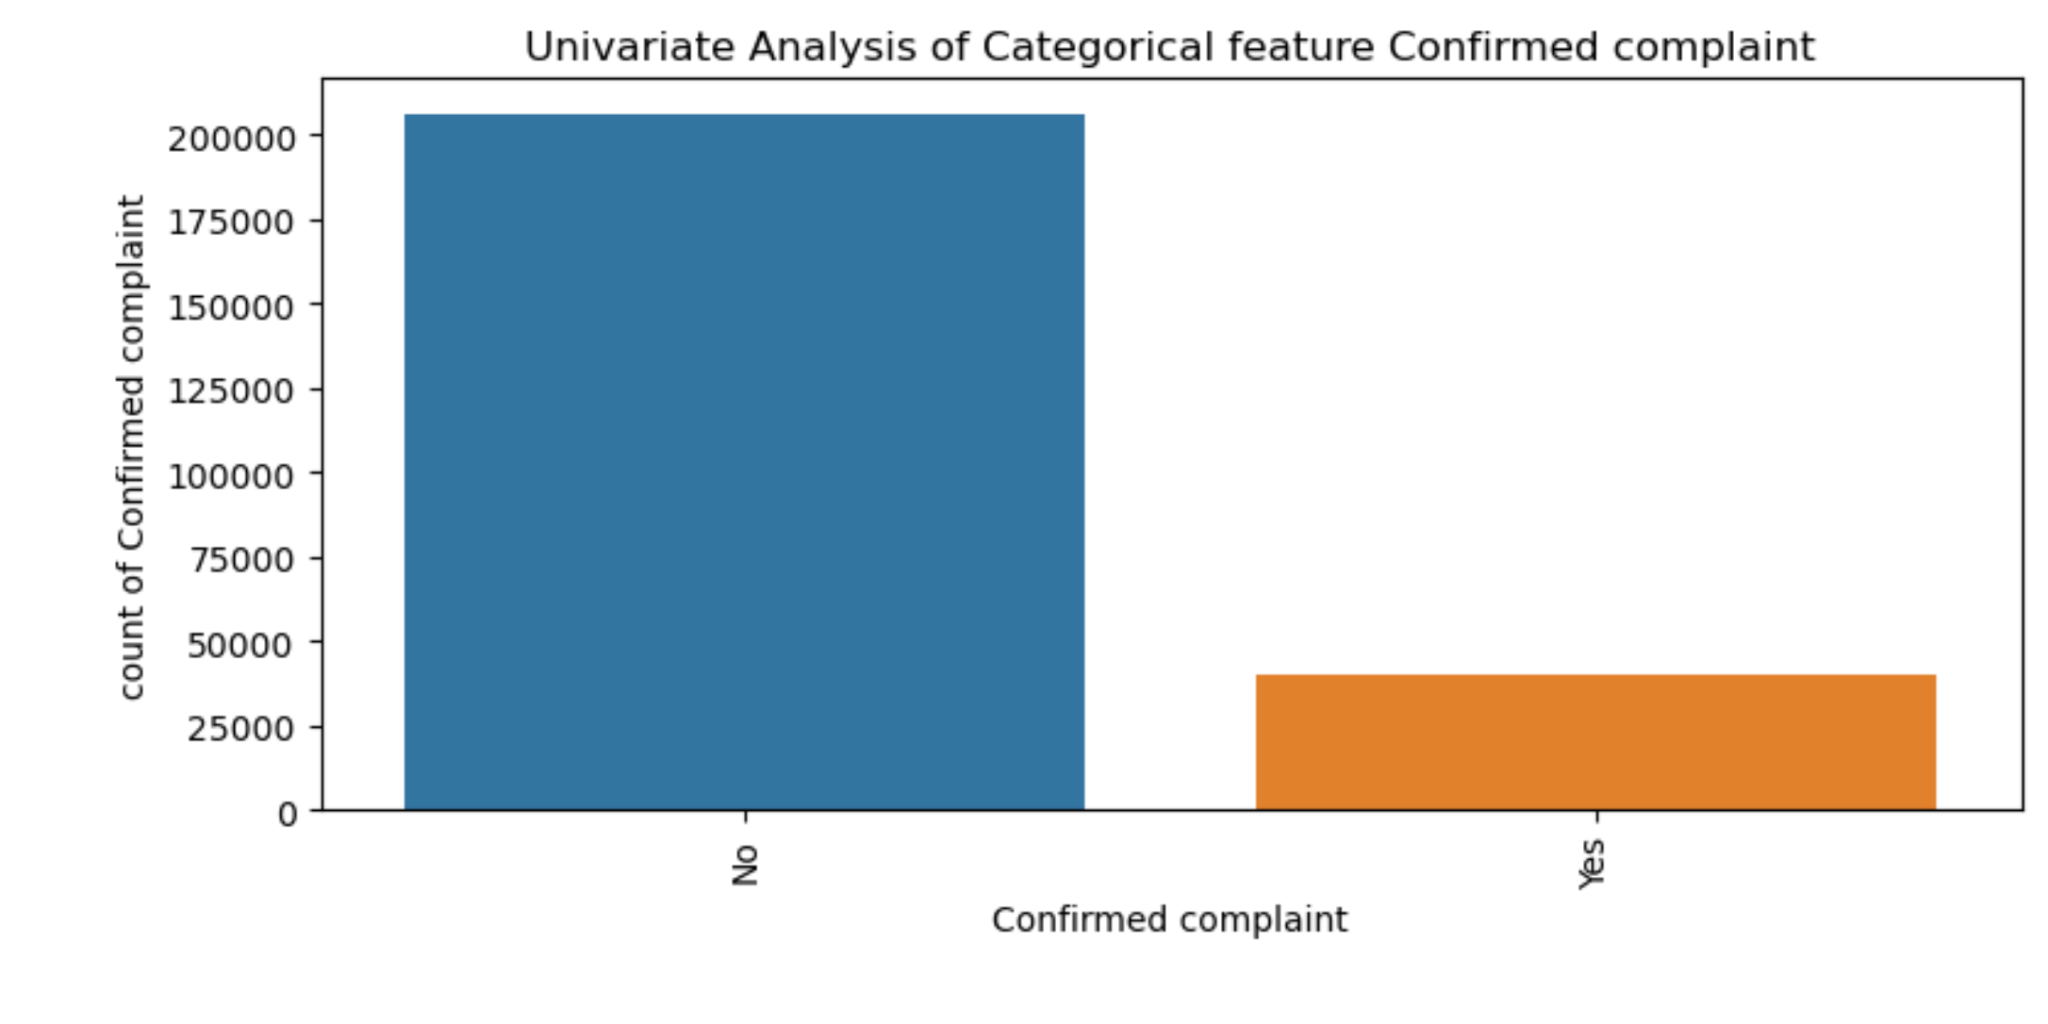 Univariate Analysis of Categorical feature Confirmed complaint
count of Confirmed complaint
200000
175000
150000
125000
100000
75000
50000
25000
0
No
Yes
Confirmed complaint